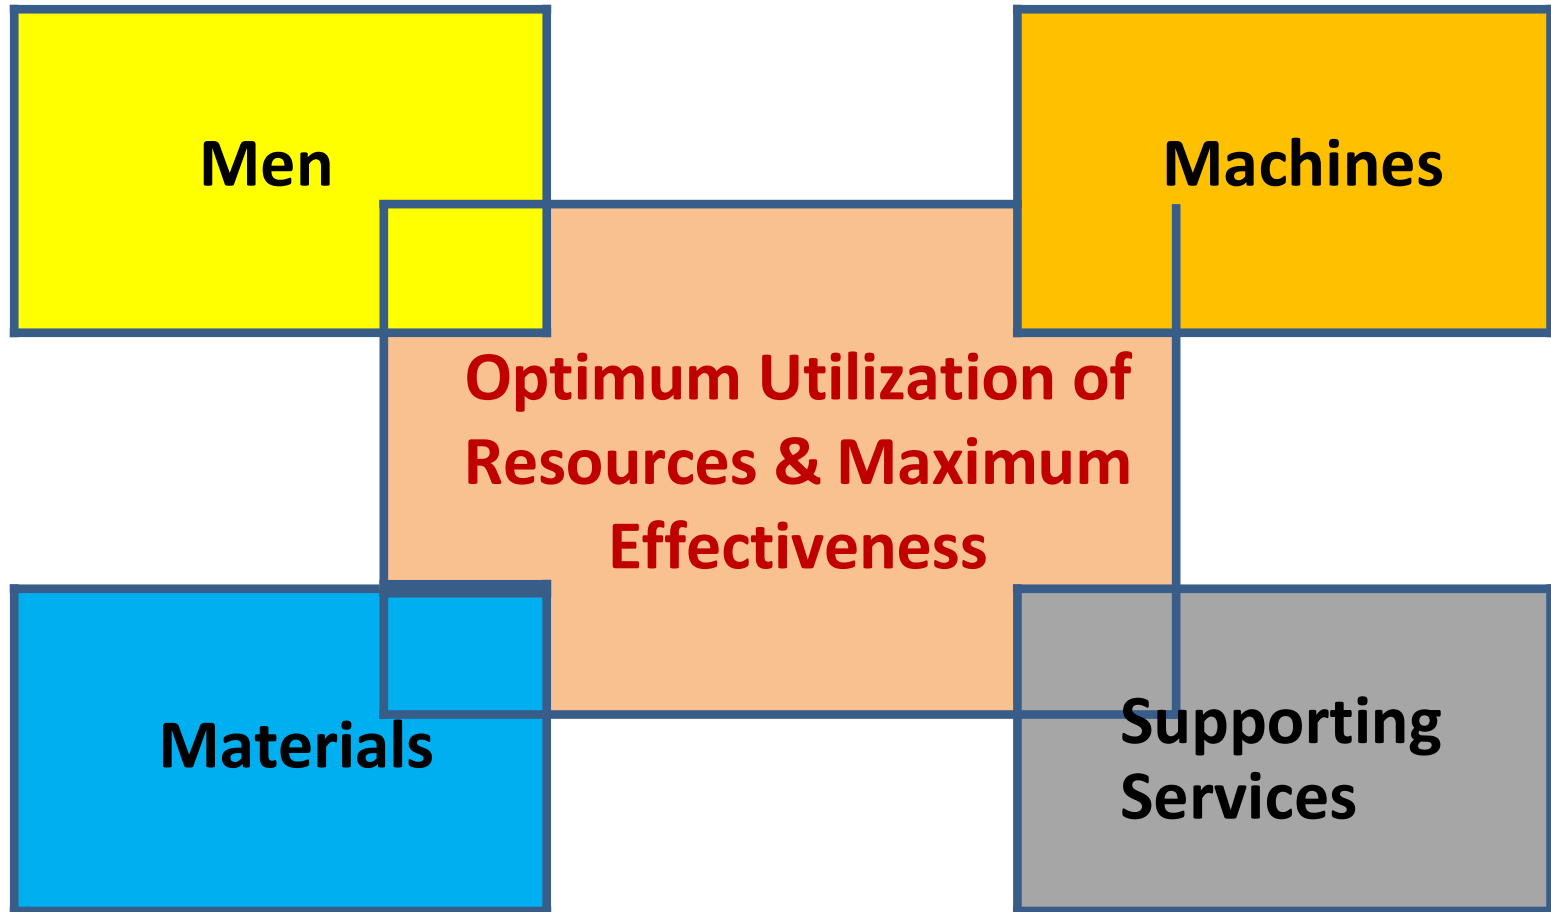 Men
Machines
Optimum Utilization of
Resources & Maximum
Effectiveness
Materials
Supporting
Services